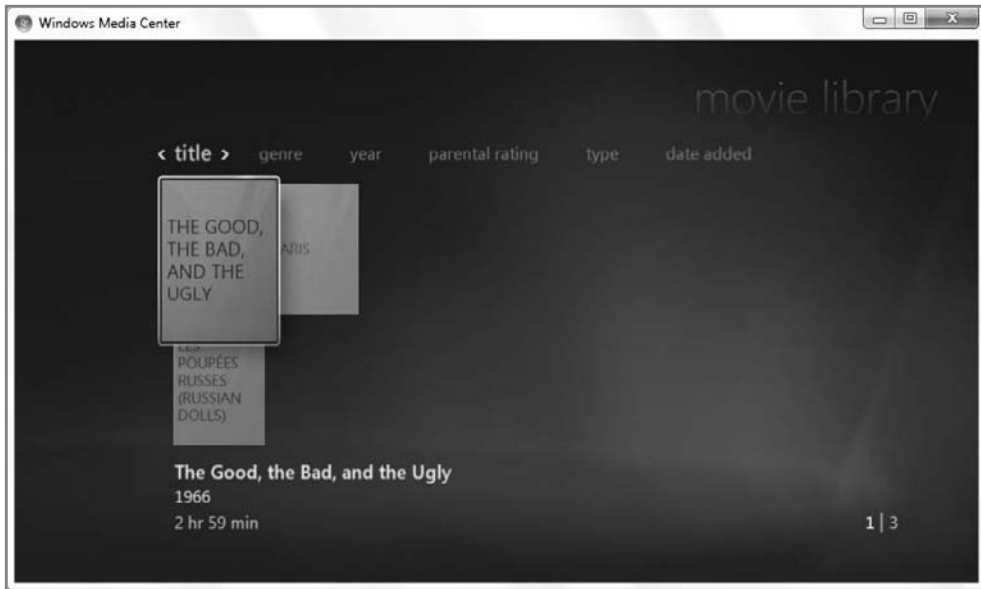 Windows Media Center
movie library
< title > genre year parental rating type date added
THE GOOD,
THE BAD,
AND THE
UGLY
ARIS
LES
POUPÉES
RUSSES
(RUSSIAN
DOLLS)
The Good, the Bad, and the Ugly
1966
2 hr 59 min
1 | 3